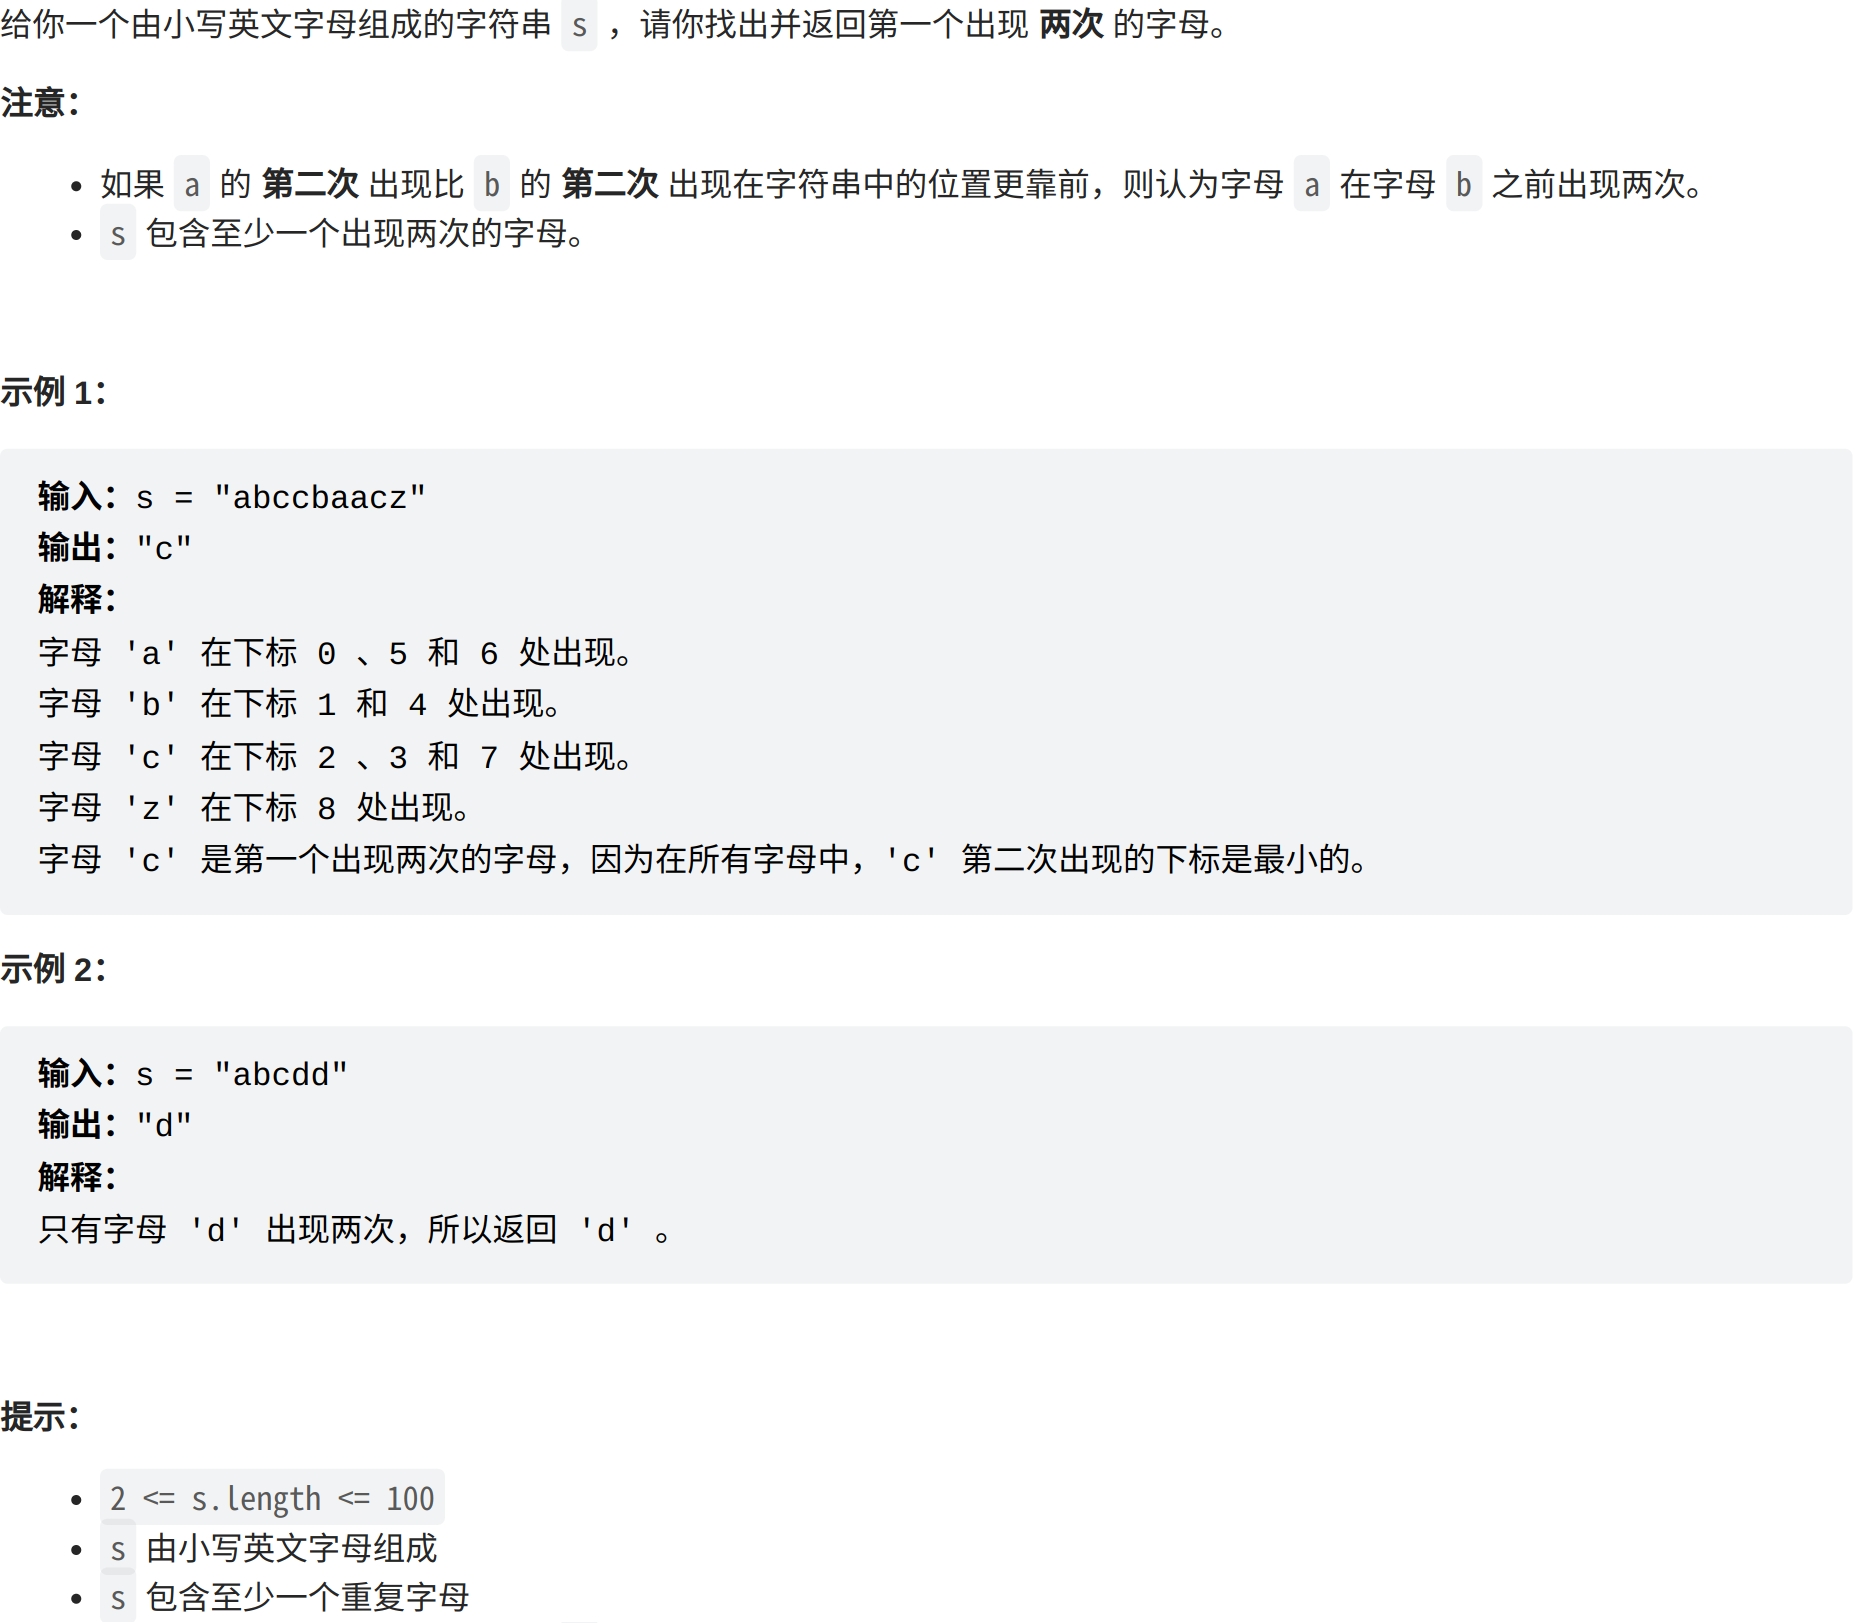 给你一个由小写英文字母组成的字符串 s ，请你找出并返回第一个出现 两次 的字母。
注意：
如果 a 的 第二次 出现比 b 的 第二次 出现在字符串中的位置更靠前，则认为字母 a 在字母 b 之前出现两次。
s 包含至少一个出现两次的字母。
示例 1：
输入：s = "abccbaacz"
输出："c"
解释：
字母 'a' 在下标 0 、5 和 6 处出现。
字母 'b' 在下标 1 和 4 处出现。
字母 'c' 在下标 2 、3 和 7 处出现。
字母 'z' 在下标 8 处出现。
字母 'c' 是第一个出现两次的字母，因为在所有字母中，'c' 第二次出现的下标是最小的。
示例 2：
输入：s = "abcdd"
输出："d"
解释：
只有字母 'd' 出现两次，所以返回 'd' 。
提示：
2 <= s.length <= 100
s 由小写英文字母组成
s 包含至少一个重复字母